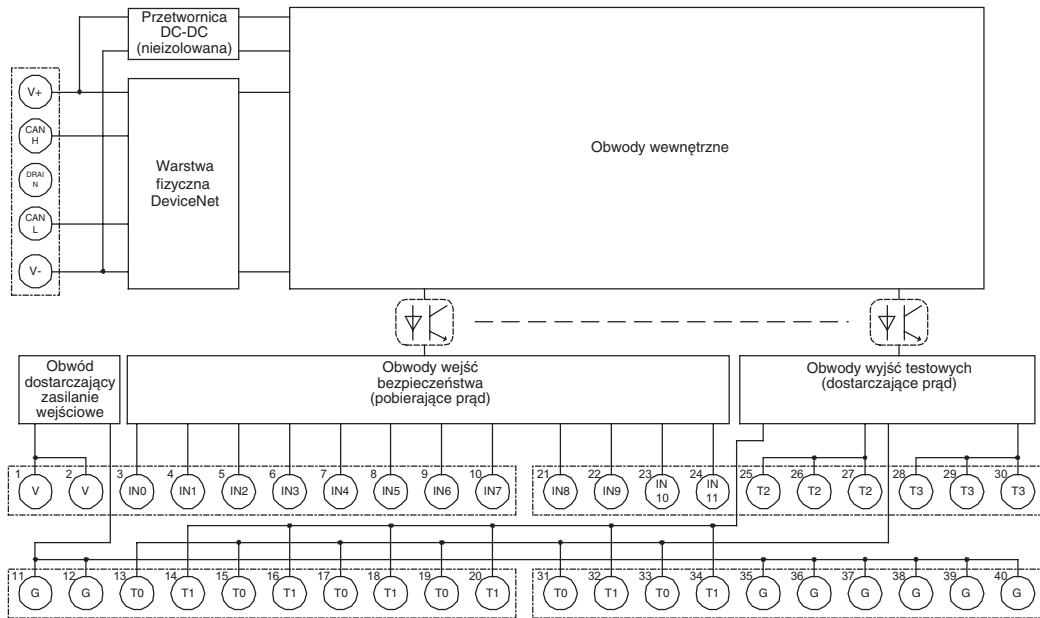 Przetwornica
DC-DC
(nieizolowana)
V+
CAN
H
DRAI
N
CAN
L
V-
Warstwa
fizyczna
DeviceNet
Obwody wewnętrzne
Obwód
dostarczający
zasilanie
wejściowe
Obwody wejść
bezpieczeństwa
(pobierające prąd)
Obwody wyjść testowych
(dostarczające prąd)
1 2 3 4 5 6 7 8 9 10 21 22 23 24 25 26 27 28 29 30
V V IN0 IN1 IN2 IN3 IN4 IN5 IN6 IN7 IN8 IN9 IN 10 IN 11 T2 T2 T2 T3 T3 T3
11 12 13 14 15 16 17 18 19 20 31 32 33 34 35 36 37 38 39 40
G G T0 T1 T0 T1 T0 T1 T0 T1 T0 T1 T0 T1 G G G G G G